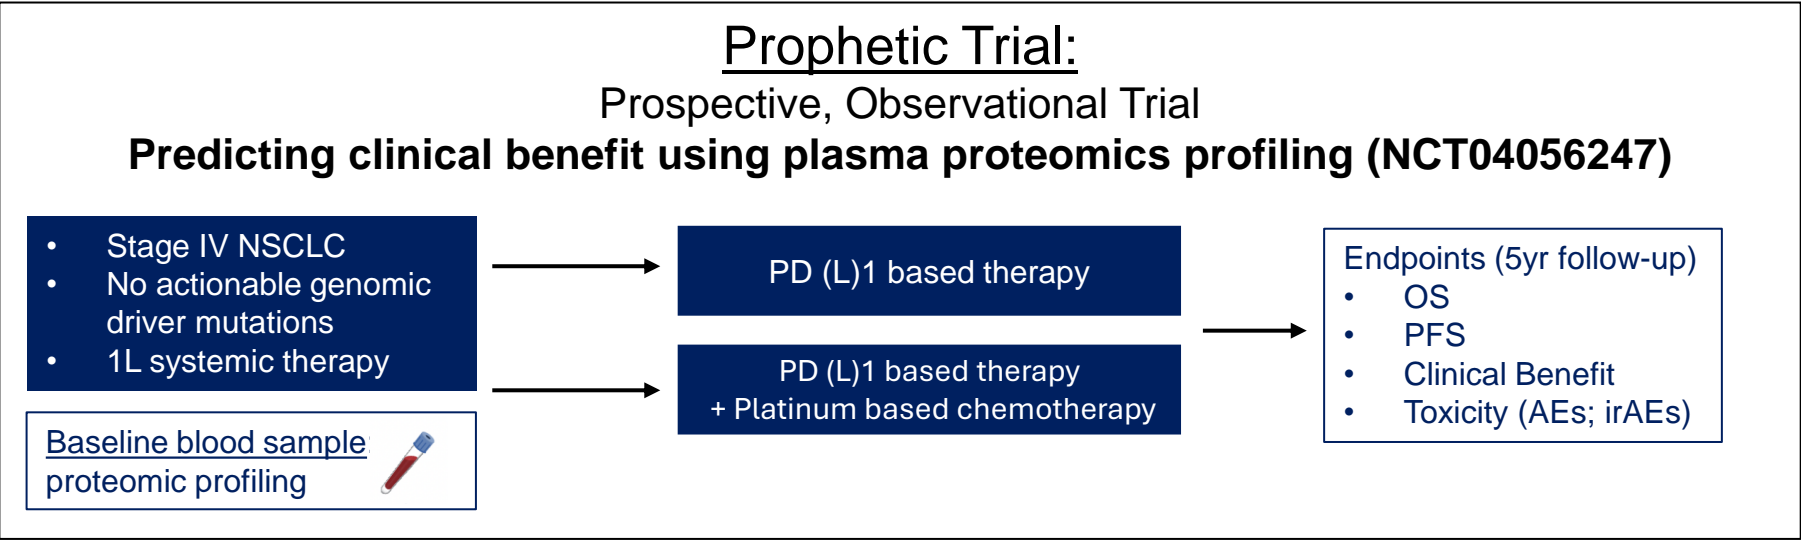 Prophetic Trial:
Prospective, Observational Trial
Predicting clinical benefit using plasma proteomics profiling (NCT04056247)
• Stage IV NSCLC
• No actionable genomic
driver mutations
• 1L systemic therapy
Baseline blood sample:
proteomic profiling
PD (L)1 based therapy
PD (L)1 based therapy
+ Platinum based chemotherapy
Endpoints (5yr follow-up)
• OS
• PFS
• Clinical Benefit
• Toxicity (AEs; irAEs)